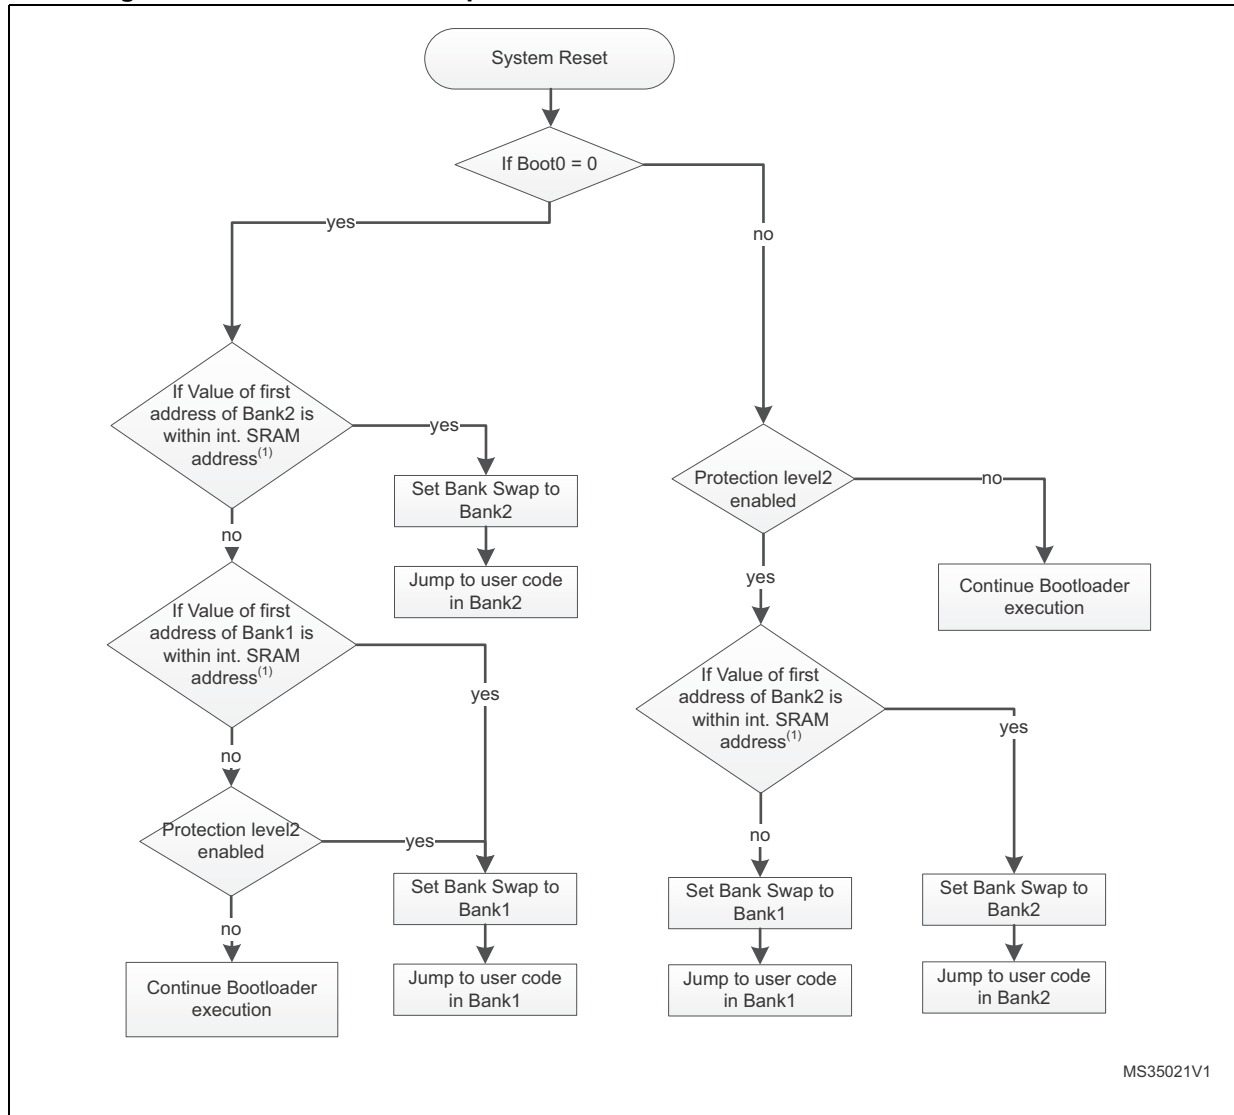 System Reset
If Boot0 = 0
yes
no
If Value of first
address of Bank2 is
within int. SRAM
address(1)
yes
Set Bank Swap to
Bank2
Jump to user code
in Bank2
no
If Value of first
address of Bank1 is
within int. SRAM
address(1)
yes
no
Protection level2
enabled
yes
Set Bank Swap to
Bank1
Jump to user code
in Bank1
no
Continue Bootloader
execution
Protection level2
enabled
no
Continue Bootloader
execution
yes
If Value of first
address of Bank2 is
within int. SRAM
address(1)
yes
no
Set Bank Swap to
Bank1
Jump to user code
in Bank1
Set Bank Swap to
Bank2
Jump to user code
in Bank2
MS35021V1